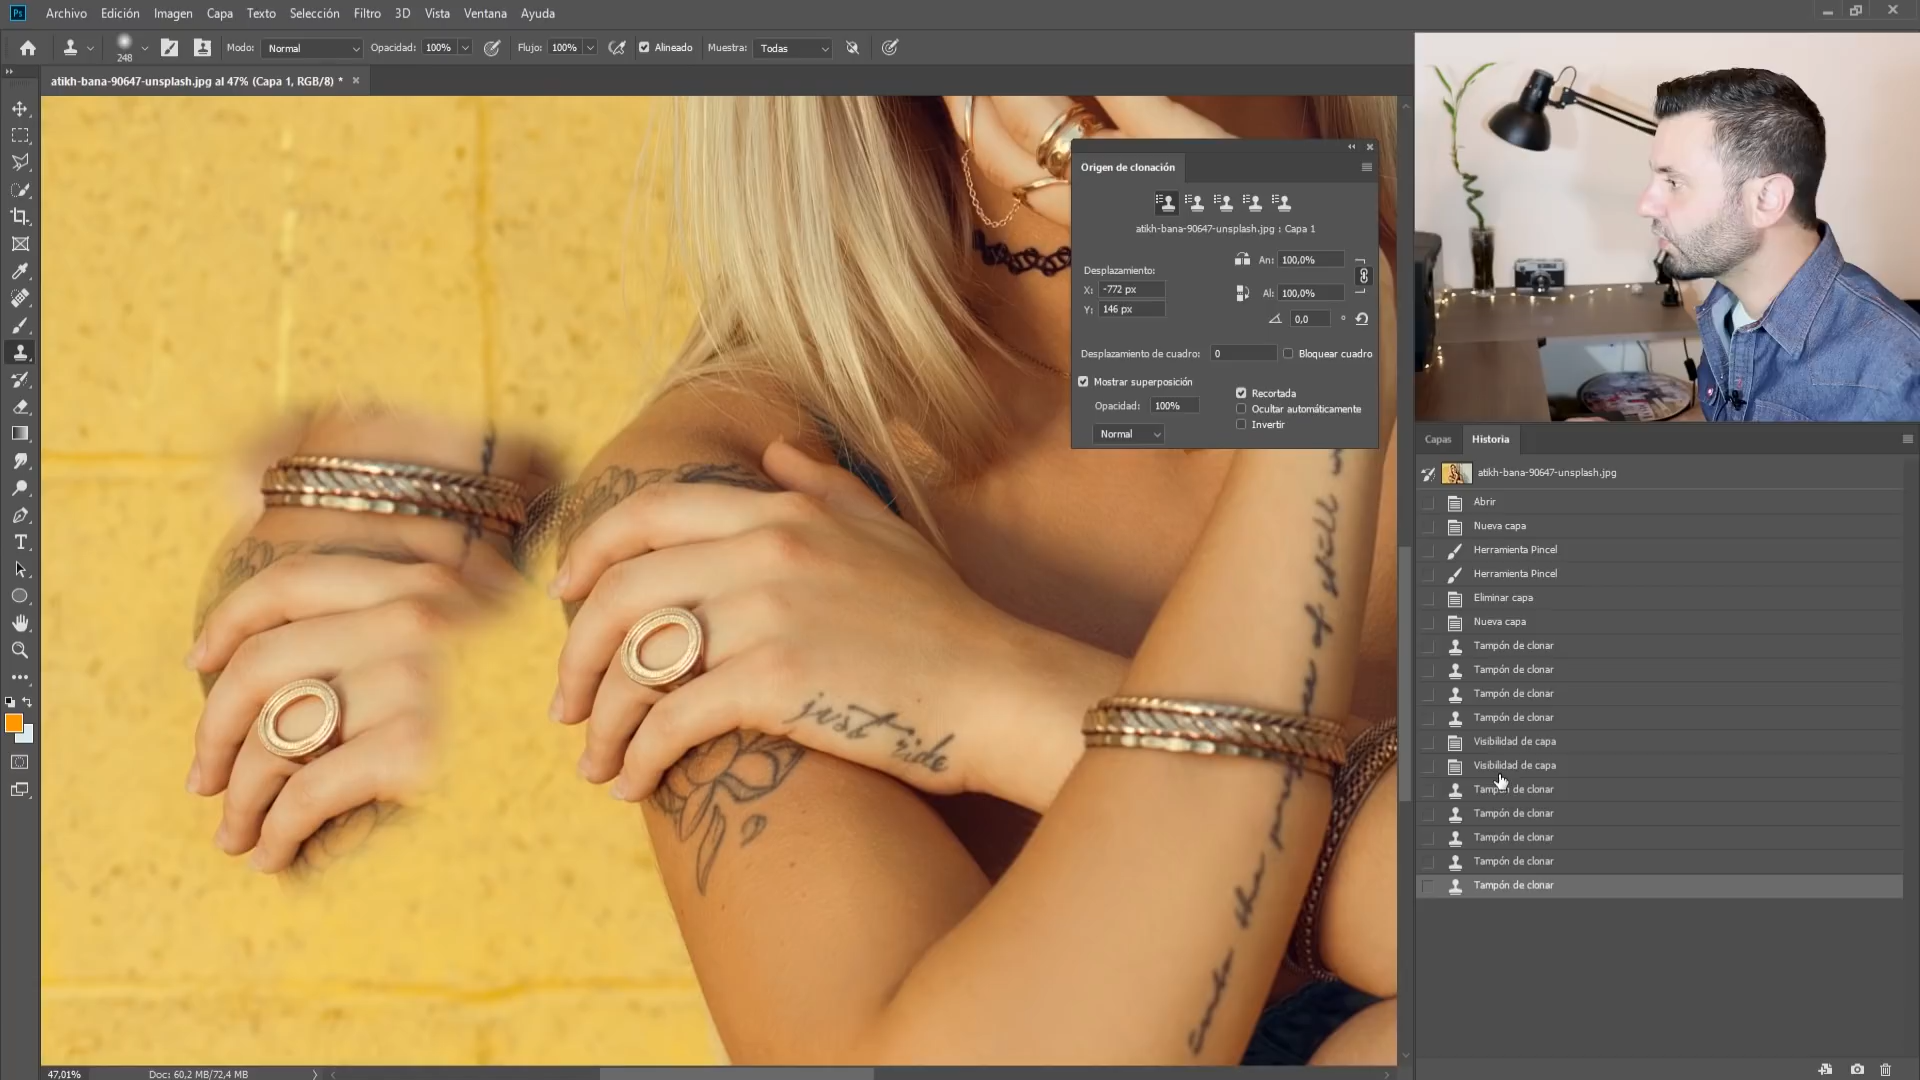 Ps Archivo Edición Imagen Capa Texto Selección Filtro 3D Vista Ventana Ayuda
248 Modo: Normal Opacidad: 100% Flujo: 100% Alineado Muestra: Todas
atikh-bana-90647-unsplash.jpg al 47% (Capa 1, RGB/8) *
Origen de clonación
atikh-bana-90647-unsplash.jpg : Capa 1
An: 100,0%
Desplazamiento:
X: -772 px
Al: 100,0%
Y: 146 px
0,0 °
Desplazamiento de cuadro: 0 Bloquear cuadro
Mostrar superposición
Recortada
Opacidad: 100%
Ocultar automáticamente
Invertir
Normal
Capas Historia
atikh-bana-90647-unsplash.jpg
Abrir
Nueva capa
Herramienta Pincel
Herramienta Pincel
Eliminar capa
Nueva capa
Tampón de clonar
Tampón de clonar
Tampón de clonar
Tampón de clonar
Visibilidad de capa
Visibilidad de capa
Tampón de clonar
Tampón de clonar
Tampón de clonar
Tampón de clonar
Tampón de clonar
just ride
of still
the
47,01% Doc: 60,2 MB/72,4 MB